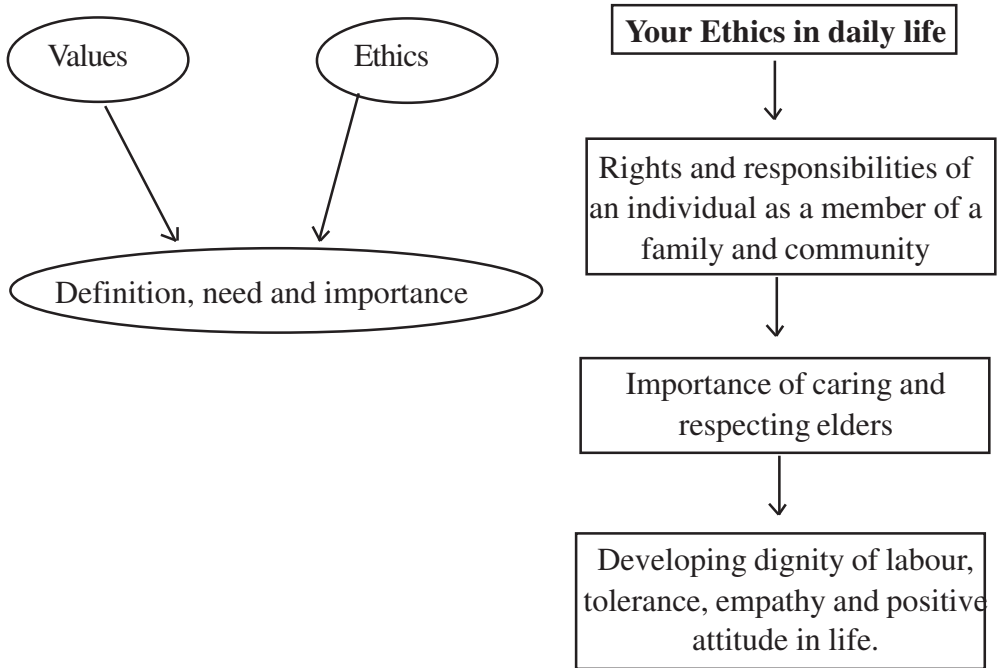 Values
Ethics
Definition, need and importance
Your Ethics in daily life
Rights and responsibilities of
an individual as a member of a
family and community
Importance of caring and
respecting elders
Developing dignity of labour,
tolerance, empathy and positive
attitude in life.